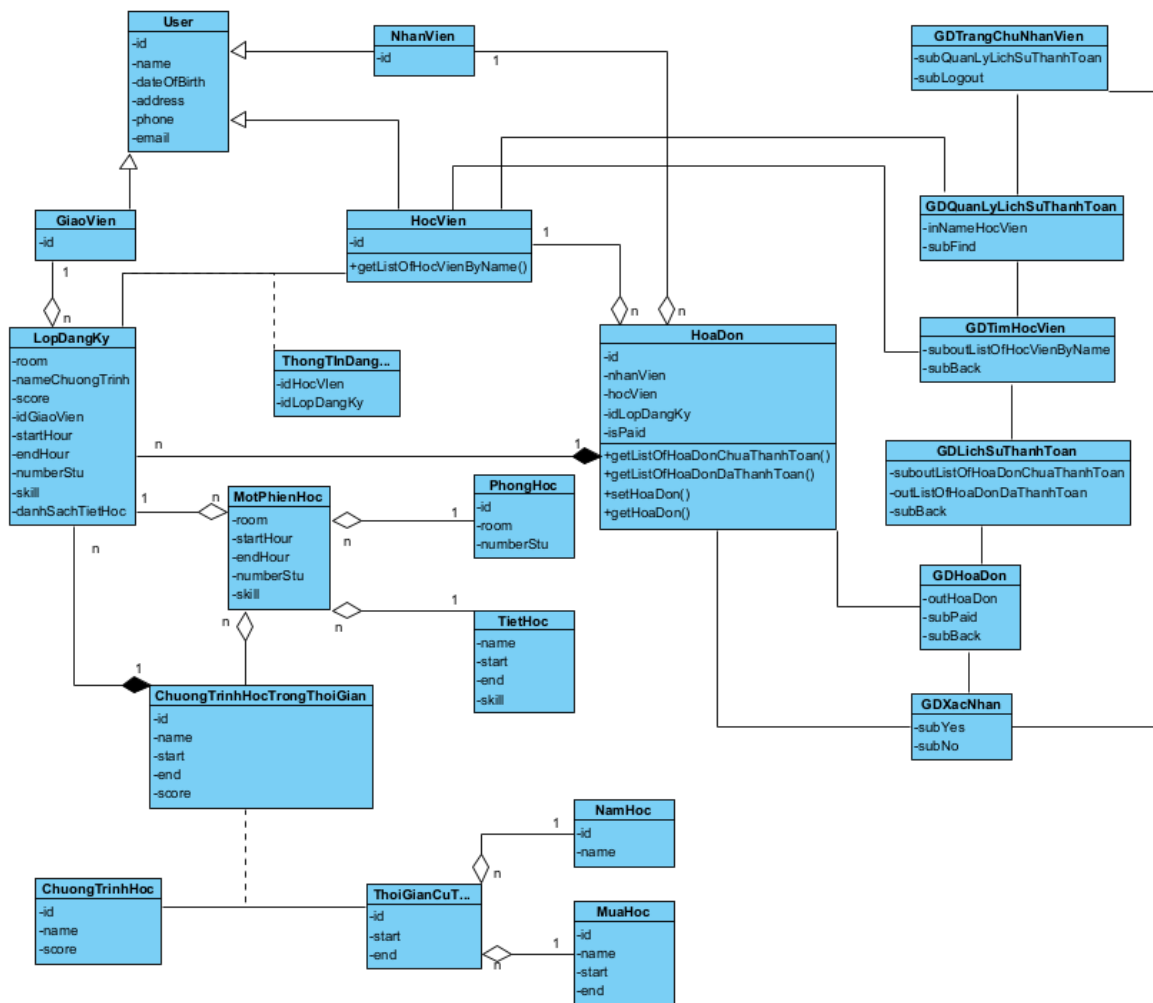 User
-id
-name
-dateOfBirth
-address
-phone
-email
NhanVien
-id
1
GDTrangChuNhanVien
-subQuanLyLichSuThanhToan
-subLogout
GiaoVien
-id
1
n
HocVien
-id
+getListOfHocVienByName()
1
n
n
GDQuanLyLichSuThanhToan
-inNameHocVien
-subFind
GDTimHocVien
-suboutListOfHocVienByName
-subBack
LopDangKy
-room
-nameChuongTrinh
-score
-idGiaoVien
-startHour
-endHour
-numberStu
-skill
-danhSachTietHoc
ThongTInDang...
-idHocVIen
-idLopDangKy
HoaDon
-id
-nhanVien
-hocVien
-idLopDangKy
-isPaid
+getListOfHoaDonChuaThanhToan()
+getListOfHoaDonDaThanhToan()
+setHoaDon()
+getHoaDon()
n
1
GDLichSuThanhToan
-suboutListOfHoaDonChuaThanhToan
-outListOfHoaDonDaThanhToan
-subBack
1
n
MotPhienHoc
-room
-startHour
-endHour
-numberStu
-skill
n
1
PhongHoc
-id
-room
-numberStu
n
n
1
TietHoc
-name
-start
-end
-skill
GDHoaDon
-outHoaDon
-subPaid
-subBack
GDXacNhan
-subYes
-subNo
n
1
ChuongTrinhHocTrongThoiGian
-id
-name
-start
-end
-score
ChuongTrinhHoc
-id
-name
-score
ThoiGianCuT...
-id
-start
-end
n
1
NamHoc
-id
-name
n
1
MuaHoc
-id
-name
-start
-end